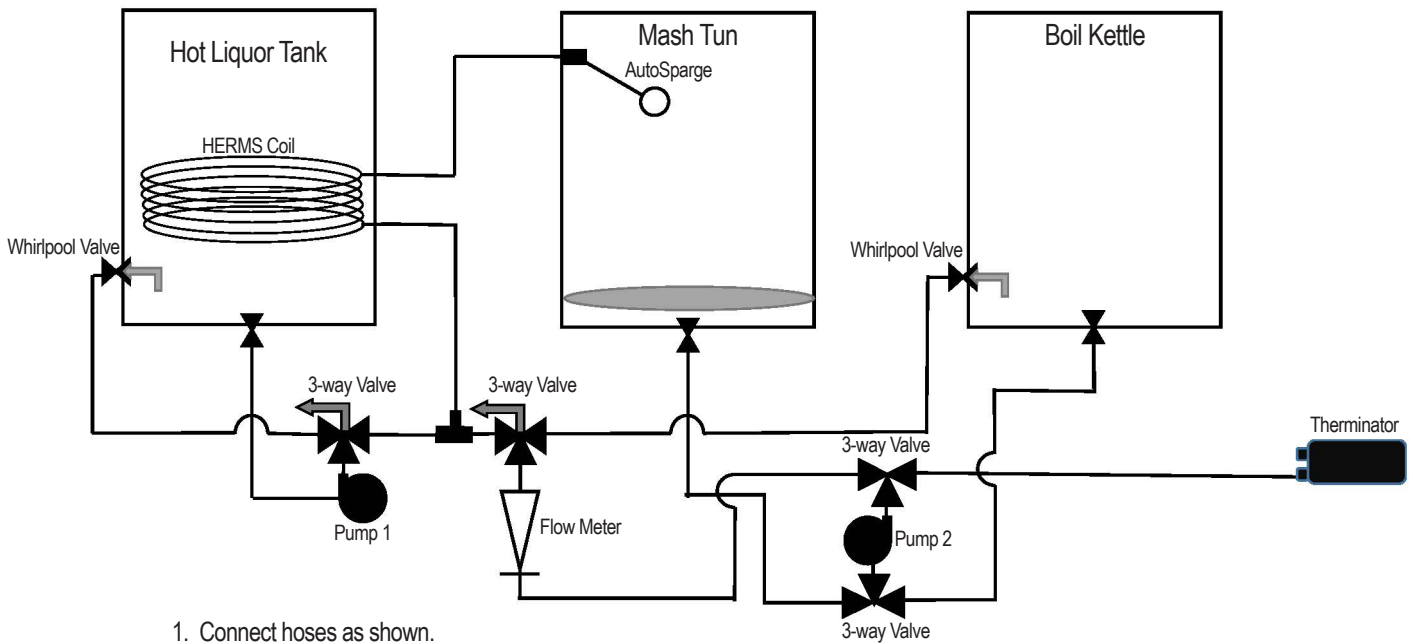 Hot Liquor Tank
Mash Tun
Boil Kettle
AutoSparge
HERMS Coil
Whirlpool Valve
Whirlpool Valve
3-way Valve
3-way Valve
3-way Valve
Therminator
Pump 1
Flow Meter
Pump 2
3-way Valve
1. Connect hoses as shown.